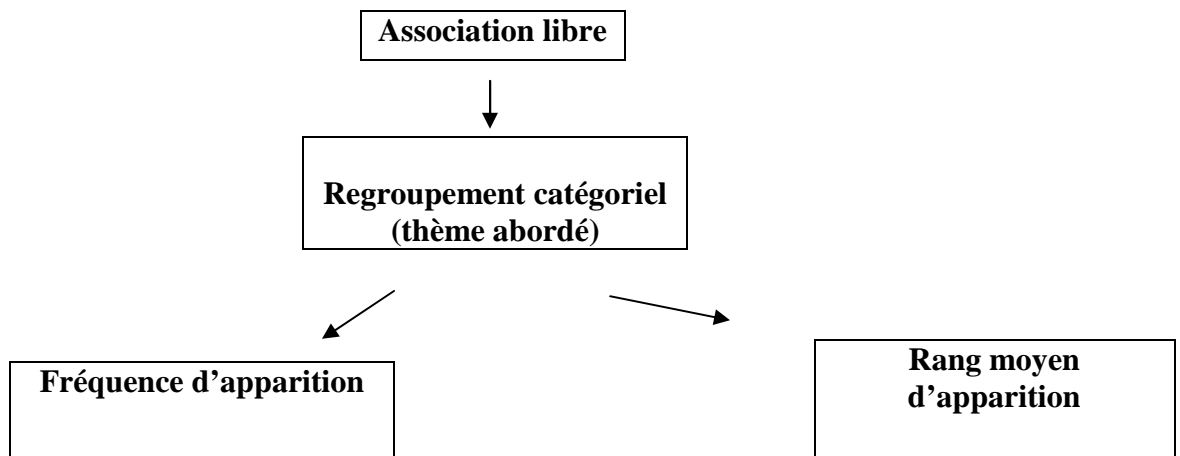 Association libre
Regroupement catégoriel
(thème abordé)
Fréquence d’apparition
Rang moyen
d’apparition